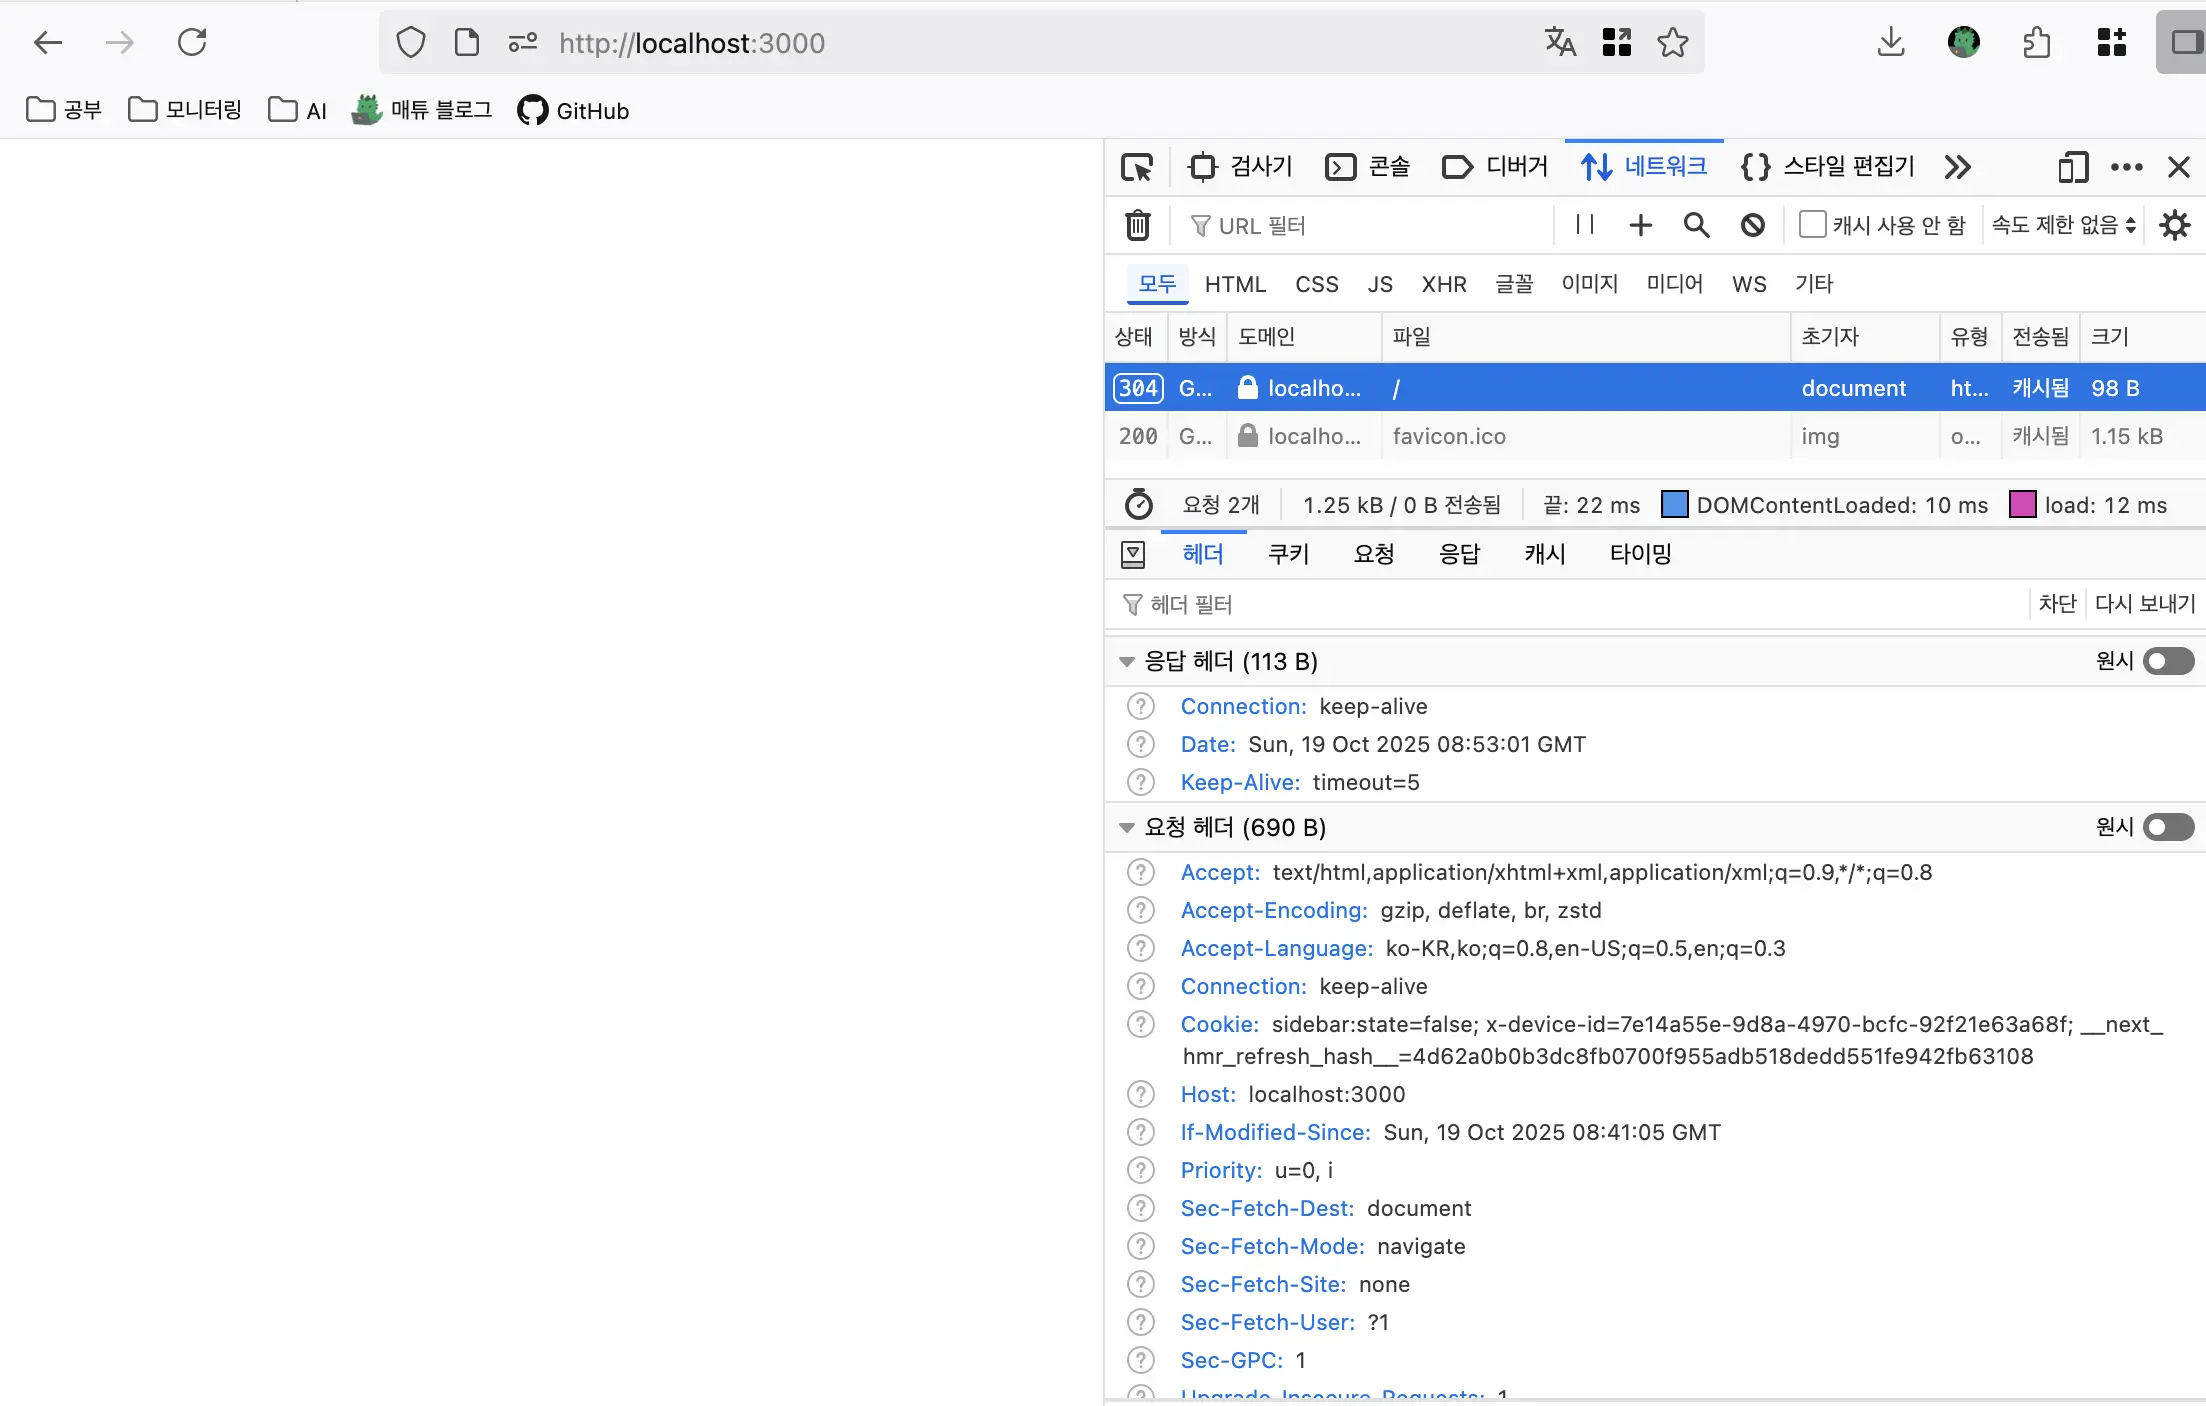 http://localhost:3000
공부 모니터링 AI 매튜 블로그 GitHub
검사기 콘솔 디버거 네트워크 스타일 편집기
URL 필터 캐시 사용 안 함 속도 제한 없음
모두 HTML CSS JS XHR 글꼴 이미지 미디어 WS 기타
상태 방식 도메인 파일 초기자 유형 전송됨 크기
304 G... localho... / document ht... 캐시됨 98 B
200 G... localho... favicon.ico img o... 캐시됨 1.15 kB
요청 2개 1.25 kB / 0 B 전송됨 끝: 22 ms DOMContentLoaded: 10 ms load: 12 ms
헤더 쿠키 요청 응답 캐시 타이밍
헤더 필터 차단 다시 보내기
응답 헤더 (113 B) 원시
Connection: keep-alive
Date: Sun, 19 Oct 2025 08:53:01 GMT
Keep-Alive: timeout=5
요청 헤더 (690 B) 원시
Accept: text/html,application/xhtml+xml,application/xml;q=0.9,*/*;q=0.8
Accept-Encoding: gzip, deflate, br, zstd
Accept-Language: ko-KR,ko;q=0.8,en-US;q=0.5,en;q=0.3
Connection: keep-alive
Cookie: sidebar:state=false; x-device-id=7e14a55e-9d8a-4970-bcfc-92f21e63a68f; __next_
hmr_refresh_hash__=4d62a0b0b3dc8fb0700f955adb518dedd551fe942fb63108
Host: localhost:3000
If-Modified-Since: Sun, 19 Oct 2025 08:41:05 GMT
Priority: u=0, i
Sec-Fetch-Dest: document
Sec-Fetch-Mode: navigate
Sec-Fetch-Site: none
Sec-Fetch-User: ?1
Sec-GPC: 1
Upgrade-Insecure-Requests: 1